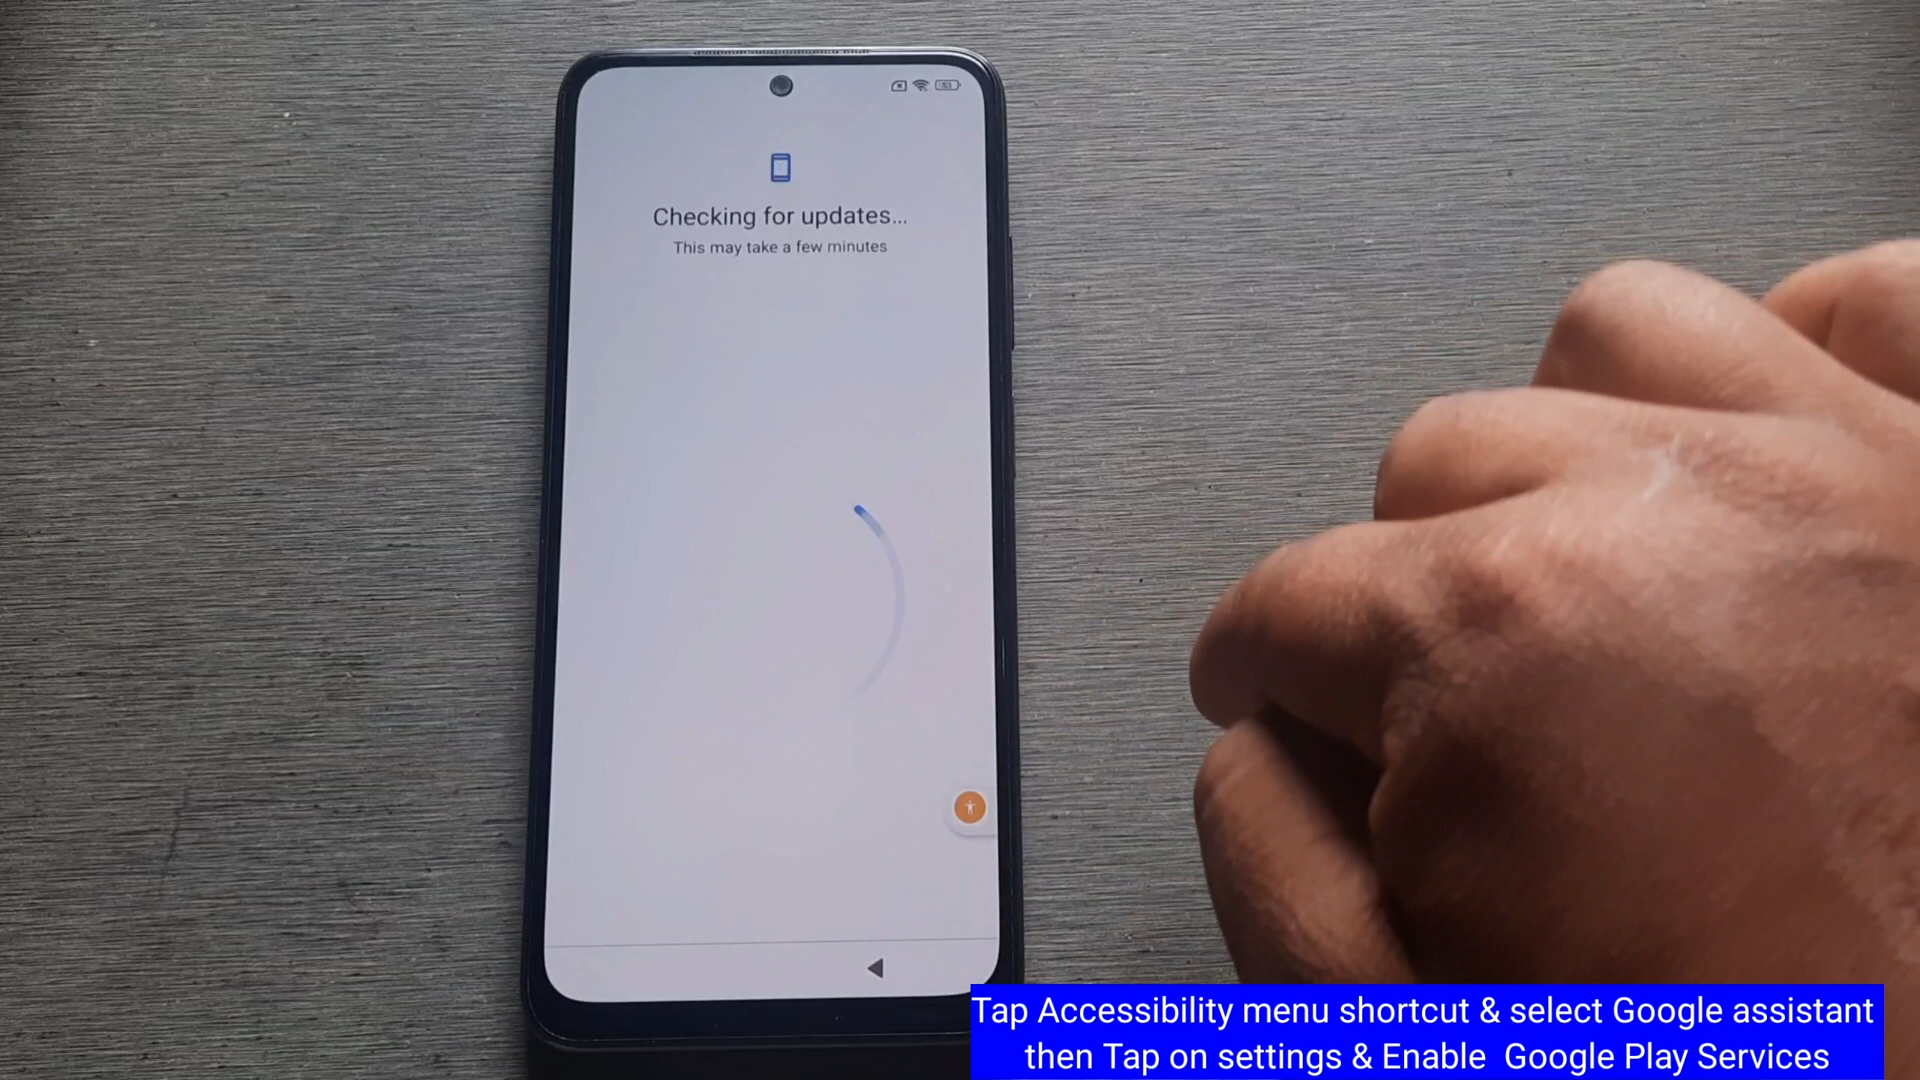 Checking for updates...
This may take a few minutes
Tap Accessibility menu shortcut & select Google assistant
then Tap on settings & Enable Google Play Services